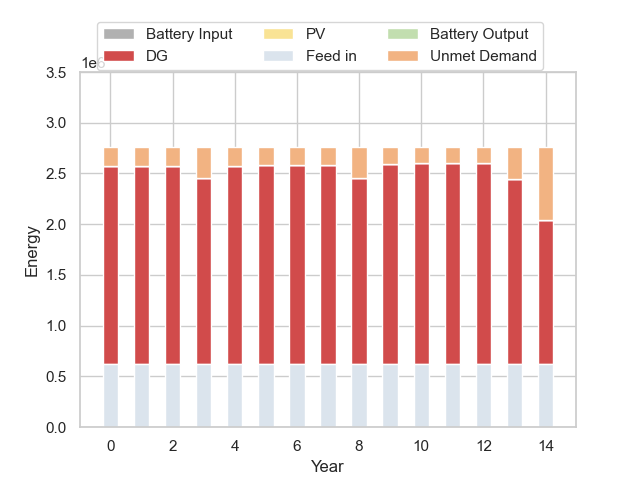 Battery Input PV Battery Output
DG Feed in Unmet Demand
1e6
3.5
3.0
2.5
2.0
1.5
1.0
0.5
0.0
Energy
0 2 4 6 8 10 12 14
Year